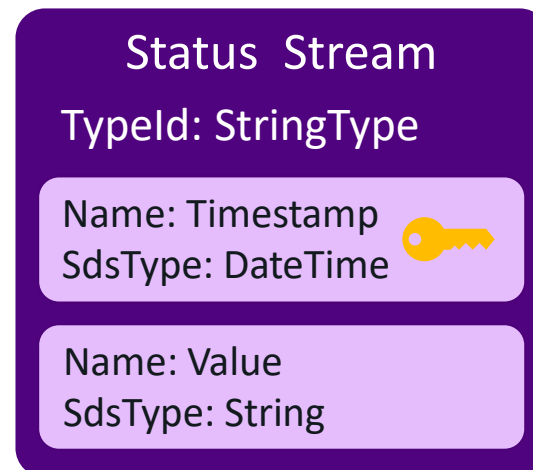 Status Stream
TypeId: StringType
Name: Timestamp
SdsType: DateTime
Name: Value
SdsType: String